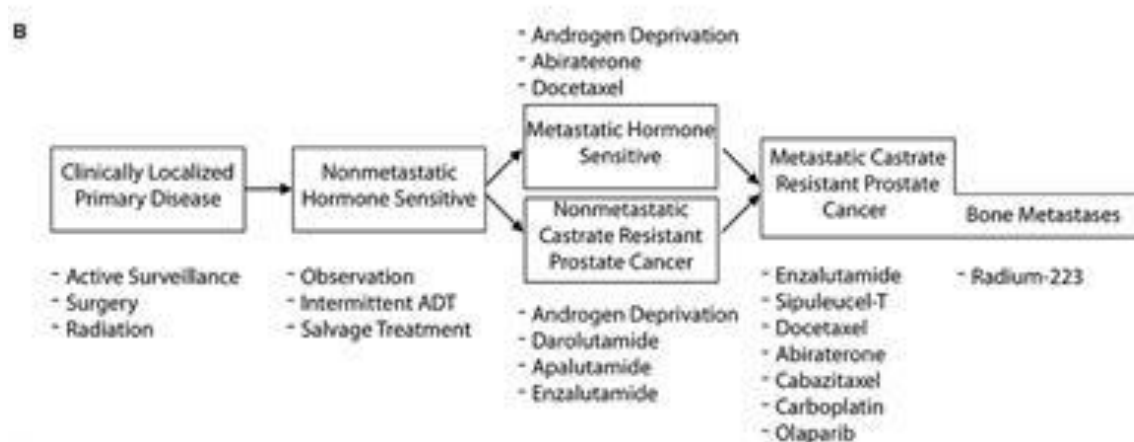 B
- Androgen Deprivation
- Abiraterone
- Docetaxel
Clinically Localized
Primary Disease
Nonmetastatic
Hormone Sensitive
Metastatic Hormone
Sensitive
Nonmetastatic
Castrate Resistant
Prostate Cancer
Metastatic Castrate
Resistant Prostate
Cancer
Bone Metastases
- Active Surveillance
- Surgery
- Radiation
- Observation
- Intermittent ADT
- Salvage Treatment
- Androgen Deprivation
- Darolutamide
- Apalutamide
- Enzalutamide
- Enzalutamide
- Sipuleucel-T
- Docetaxel
- Abiraterone
- Cabazitaxel
- Carboplatin
- Olaparib
- Radium-223